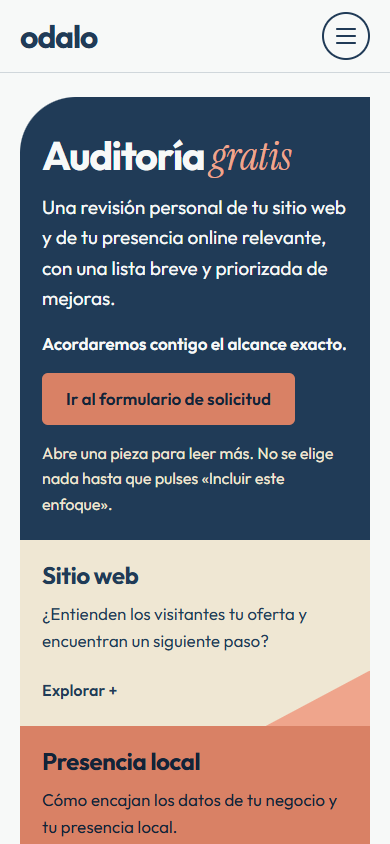 odalo
Auditoría gratis
Una revisión personal de tu sitio web
y de tu presencia online relevante,
con una lista breve y priorizada de
mejoras.
Acordaremos contigo el alcance exacto.
Ir al formulario de solicitud
Abre una pieza para leer más. No se elige
nada hasta que pulses «Incluir este
enfoque».
Sitio web
¿Entienden los visitantes tu oferta y
encuentran un siguiente paso?
Explorar +
Presencia local
Cómo encajan los datos de tu negocio y
tu presencia local.